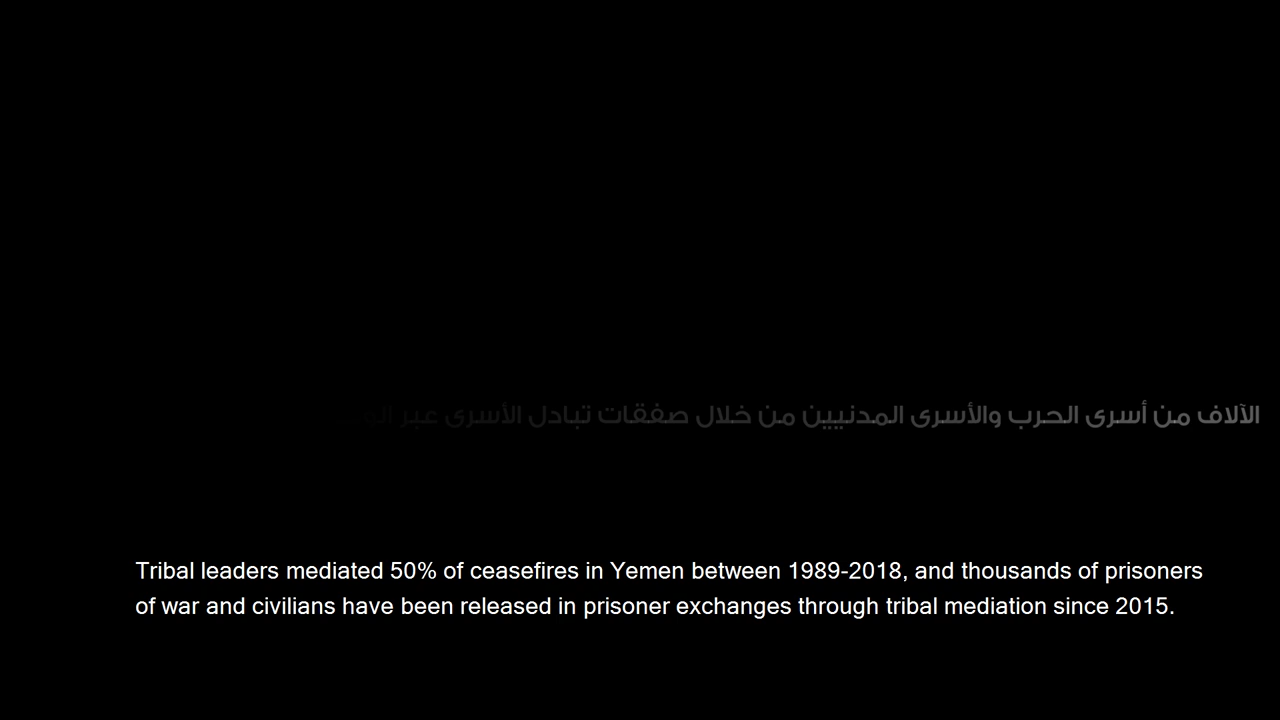 الآلاف من أسرى الحرب والأسرى المدنيين من خلال صفقات تبادل الأسرى عبر
Tribal leaders mediated 50% of ceasefires in Yemen between 1989-2018, and thousands of prisoners
of war and civilians have been released in prisoner exchanges through tribal mediation since 2015.